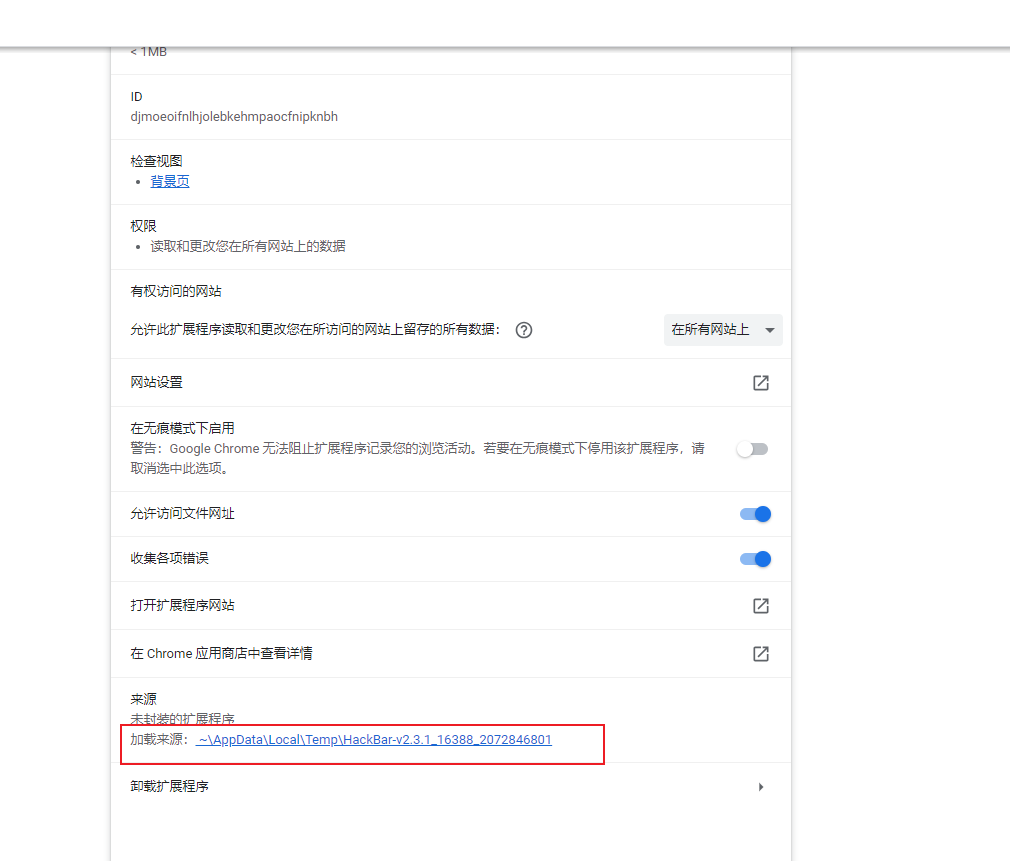 < 1MB
ID
djmoeoifnlhjolebkehmpaocfnipknbh
检查视图
背景页
权限
读取和更改您在所有网站上的数据
有权访问的网站
允许此扩展程序读取和更改您在所访问的网站上留存的所有数据：
在所有网站上
网站设置
在无痕模式下启用
警告：Google Chrome 无法阻止扩展程序记录您的浏览活动。若要在无痕模式下停用该扩展程序，请
取消选中此选项。
允许访问文件网址
收集各项错误
打开扩展程序网站
在 Chrome 应用商店中查看详情
来源
未封装的扩展程序
加载来源： ~\AppData\Local\Temp\HackBar-v2.3.1_16388_2072846801
卸载扩展程序